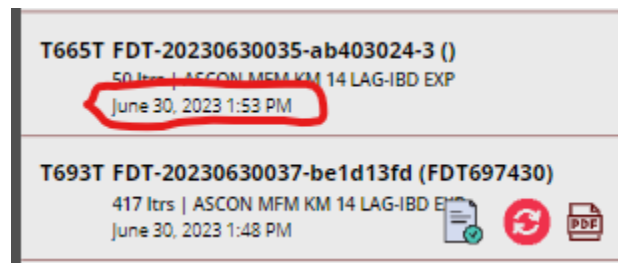 T665T FDT-20230630035-ab403024-3 ()
50 ltrs | ASCON MFM KM 14 LAG-IBD EXP
June 30, 2023 1:53 PM
T693T FDT-20230630037-be1d13fd (FDT697430)
417 ltrs | ASCON MFM KM 14 LAG-IBD
June 30, 2023 1:48 PM
PDF